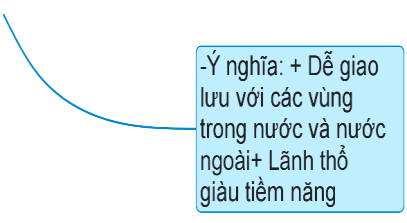 -Ý nghĩa: + Dễ giao
lưu với các vùng
trong nước và nước
ngoài+ Lãnh thổ
giàu tiềm năng